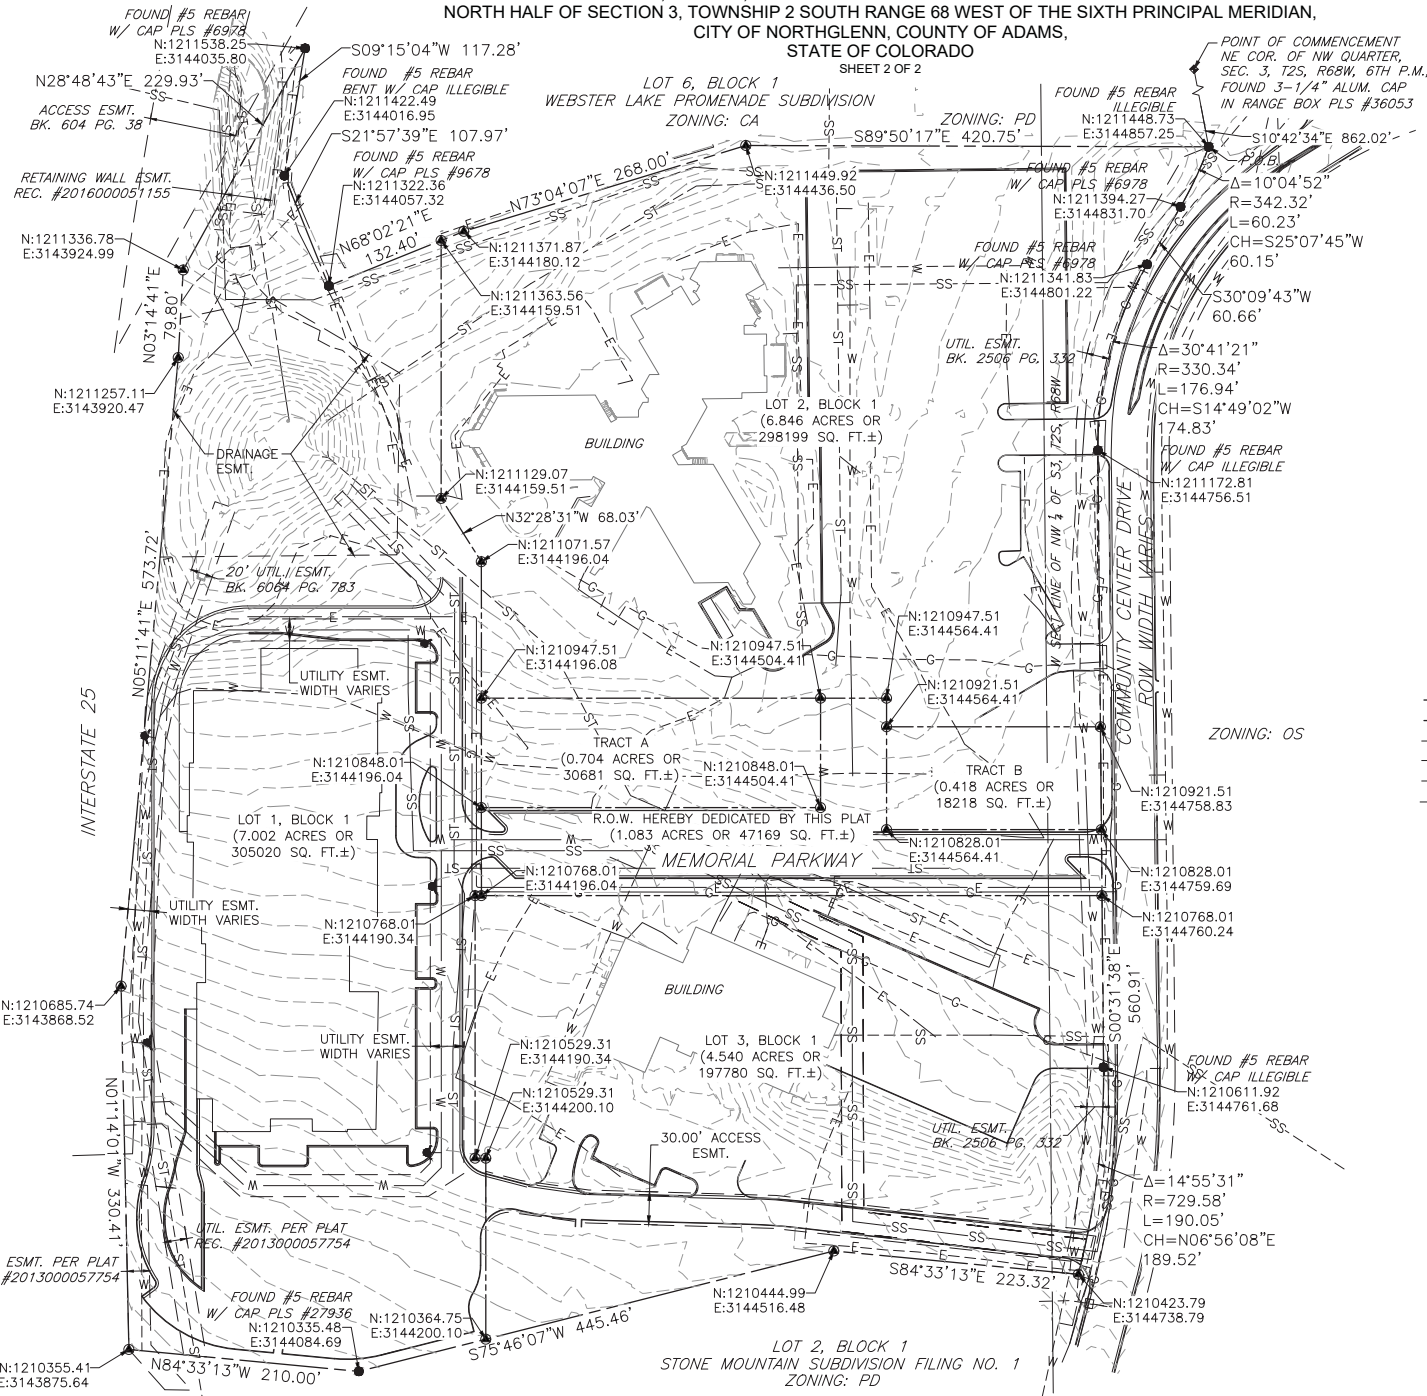 NORTH HALF OF SECTION 3, TOWNSHIP 2 SOUTH RANGE 68 WEST OF THE SIXTH PRINCIPAL MERIDIAN,
CITY OF NORTHGLENN, COUNTY OF ADAMS,
STATE OF COLORADO
SHEET 2 OF 2
FOUND #5 REBAR
W/ CAP PLS #6978
N:1211538.25
E:3144035.80
S09°15'04"W 117.28'
N28°48'43"E 229.93'
ACCESS ESMT.
BK. 604 PG. 38
FOUND #5 REBAR
BENT W/ CAP ILLEGIBLE
N:1211422.49
E:3144016.95
S21°57'39"E 107.97'
FOUND #5 REBAR
W/ CAP PLS #9678
N:1211322.36
E:3144057.32
RETAINING WALL ESMT.
REC. #2016000051155
N:1211336.78
E:3143924.99
N03°14'41"E
79.80'
N:1211257.11
E:3143920.47
LOT 6, BLOCK 1
WEBSTER LAKE PROMENADE SUBDIVISION
ZONING: CA
ZONING: PD
S89°50'17"E 420.75'
N73°04'07"E 268.00'
N68°02'21"E
132.40'
N:1211449.92
E:3144436.50
N:1211371.87
E:3144180.12
N:1211363.56
E:3144159.51
POINT OF COMMENCEMENT
NE COR. OF NW QUARTER,
SEC. 3, T2S, R68W, 6TH P.M.,
FOUND 3-1/4" ALUM. CAP
IN RANGE BOX PLS #36053
FOUND #5 REBAR
ILLEGIBLE
N:1211448.73
E:3144857.25
S10°42'34"E 862.02'
P.O.B.
FOUND #5 REBAR
W/ CAP PLS #6978
N:1211394.27
E:3144831.70
Δ=10°04'52"
R=342.32'
L=60.23'
CH=S25°07'45"W
60.15'
FOUND #5 REBAR
W/ CAP PLS #6978
N:1211341.83
E:3144801.22
S30°09'43"W
60.66'
UTIL. ESMT.
BK. 2506 PG. 332
Δ=30°41'21"
R=330.34'
L=176.94'
CH=S14°49'02"W
174.83'
FOUND #5 REBAR
W/ CAP ILLEGIBLE
N:1211172.81
E:3144756.51
LOT 2, BLOCK 1
(6.846 ACRES OR
298199 SQ. FT.±)
BUILDING
DRAINAGE
ESMT.
N:1211129.07
E:3144159.51
N32°28'31"W 68.03'
N:1211071.57
E:3144196.04
N05°11'41"E 573.72'
20' UTIL. ESMT.
BK. 6064 PG. 783
W SECT LINE OF NW ¼ OF S3, T2S, R68W
COMMUNITY CENTER DRIVE
ROW WIDTH VARIES
N:1210947.51
E:3144196.08
N:1210947.51
E:3144504.41
N:1210947.51
E:3144564.41
N:1210921.51
E:3144564.41
UTILITY ESMT.
WIDTH VARIES
INTERSTATE 25
ZONING: OS
TRACT A
(0.704 ACRES OR
30681 SQ. FT.±)
N:1210848.01
E:3144196.04
N:1210848.01
E:3144504.41
TRACT B
(0.418 ACRES OR
18218 SQ. FT.±)
N:1210921.51
E:3144758.83
LOT 1, BLOCK 1
(7.002 ACRES OR
305020 SQ. FT.±)
R.O.W. HEREBY DEDICATED BY THIS PLAT
(1.083 ACRES OR 47169 SQ. FT.±)
MEMORIAL PARKWAY
N:1210828.01
E:3144564.41
N:1210828.01
E:3144759.69
N:1210768.01
E:3144196.04
N:1210768.01
E:3144190.34
N:1210768.01
E:3144760.24
UTILITY ESMT.
WIDTH VARIES
S00°31'38"E
560.91'
BUILDING
N:1210685.74
E:3143868.52
LOT 3, BLOCK 1
(4.540 ACRES OR
197780 SQ. FT.±)
UTILITY ESMT.
WIDTH VARIES
N:1210529.31
E:3144190.34
N:1210529.31
E:3144200.10
FOUND #5 REBAR
W/ CAP ILLEGIBLE
N:1210611.92
E:3144761.68
UTIL. ESMT.
BK. 2506 PG. 332
30.00' ACCESS
ESMT.
N01°14'01"W 330.41'
Δ=14°55'31"
R=729.58'
L=190.05'
CH=N06°56'08"E
189.52'
UTIL. ESMT. PER PLAT
REC. #2013000057754
ESMT. PER PLAT
#2013000057754
FOUND #5 REBAR
W/ CAP PLS #27936
N:1210335.48
E:3144084.69
N:1210364.75
E:3144200.10
S75°46'07"W 445.46'
S84°33'13"E 223.32'
N:1210444.99
E:3144516.48
N:1210423.79
E:3144738.79
N:1210355.41
E:3143875.64
N84°33'13"W 210.00'
LOT 2, BLOCK 1
STONE MOUNTAIN SUBDIVISION FILING NO. 1
ZONING: PD